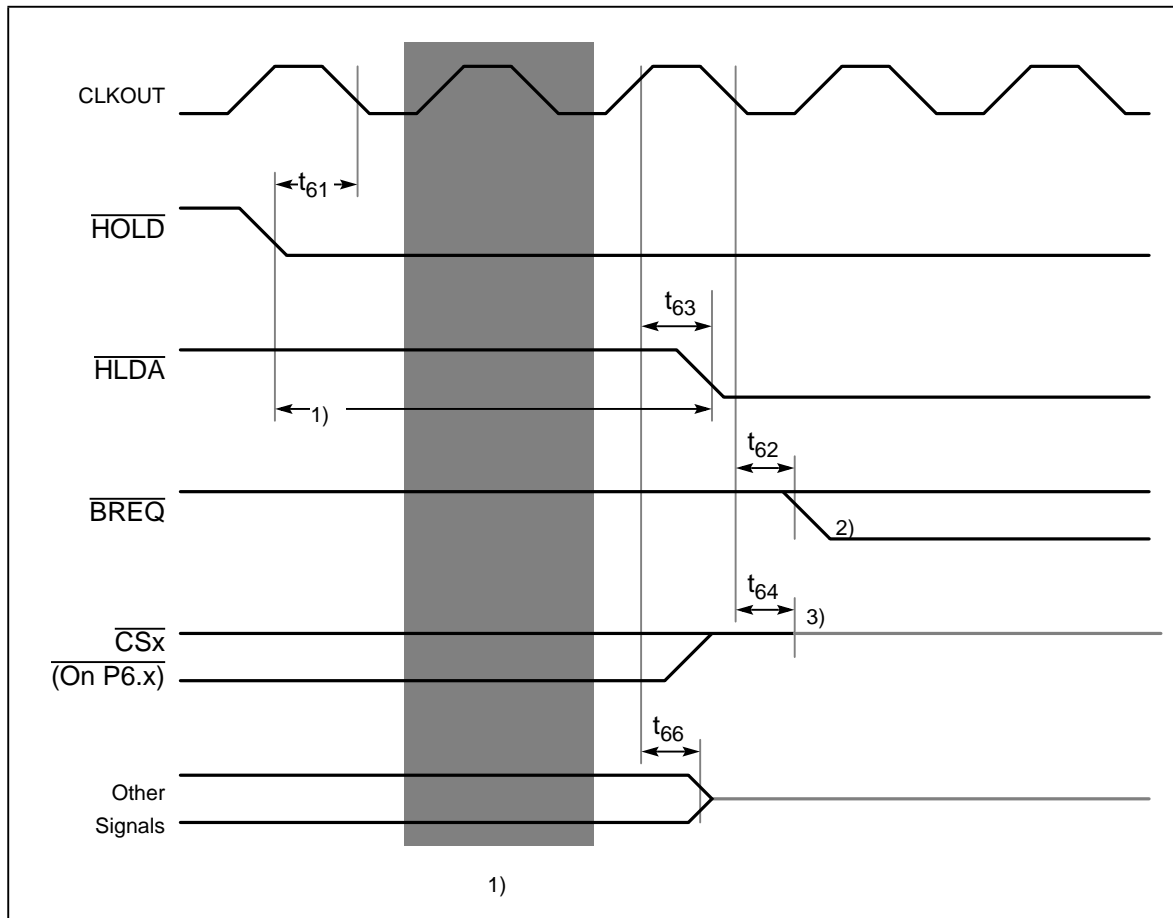 CLKOUT
t61
HOLD
t63
HLDA
1)
t62
BREQ
2)
t64
3)
CSx
(On P6.x)
t66
Other
Signals
1)